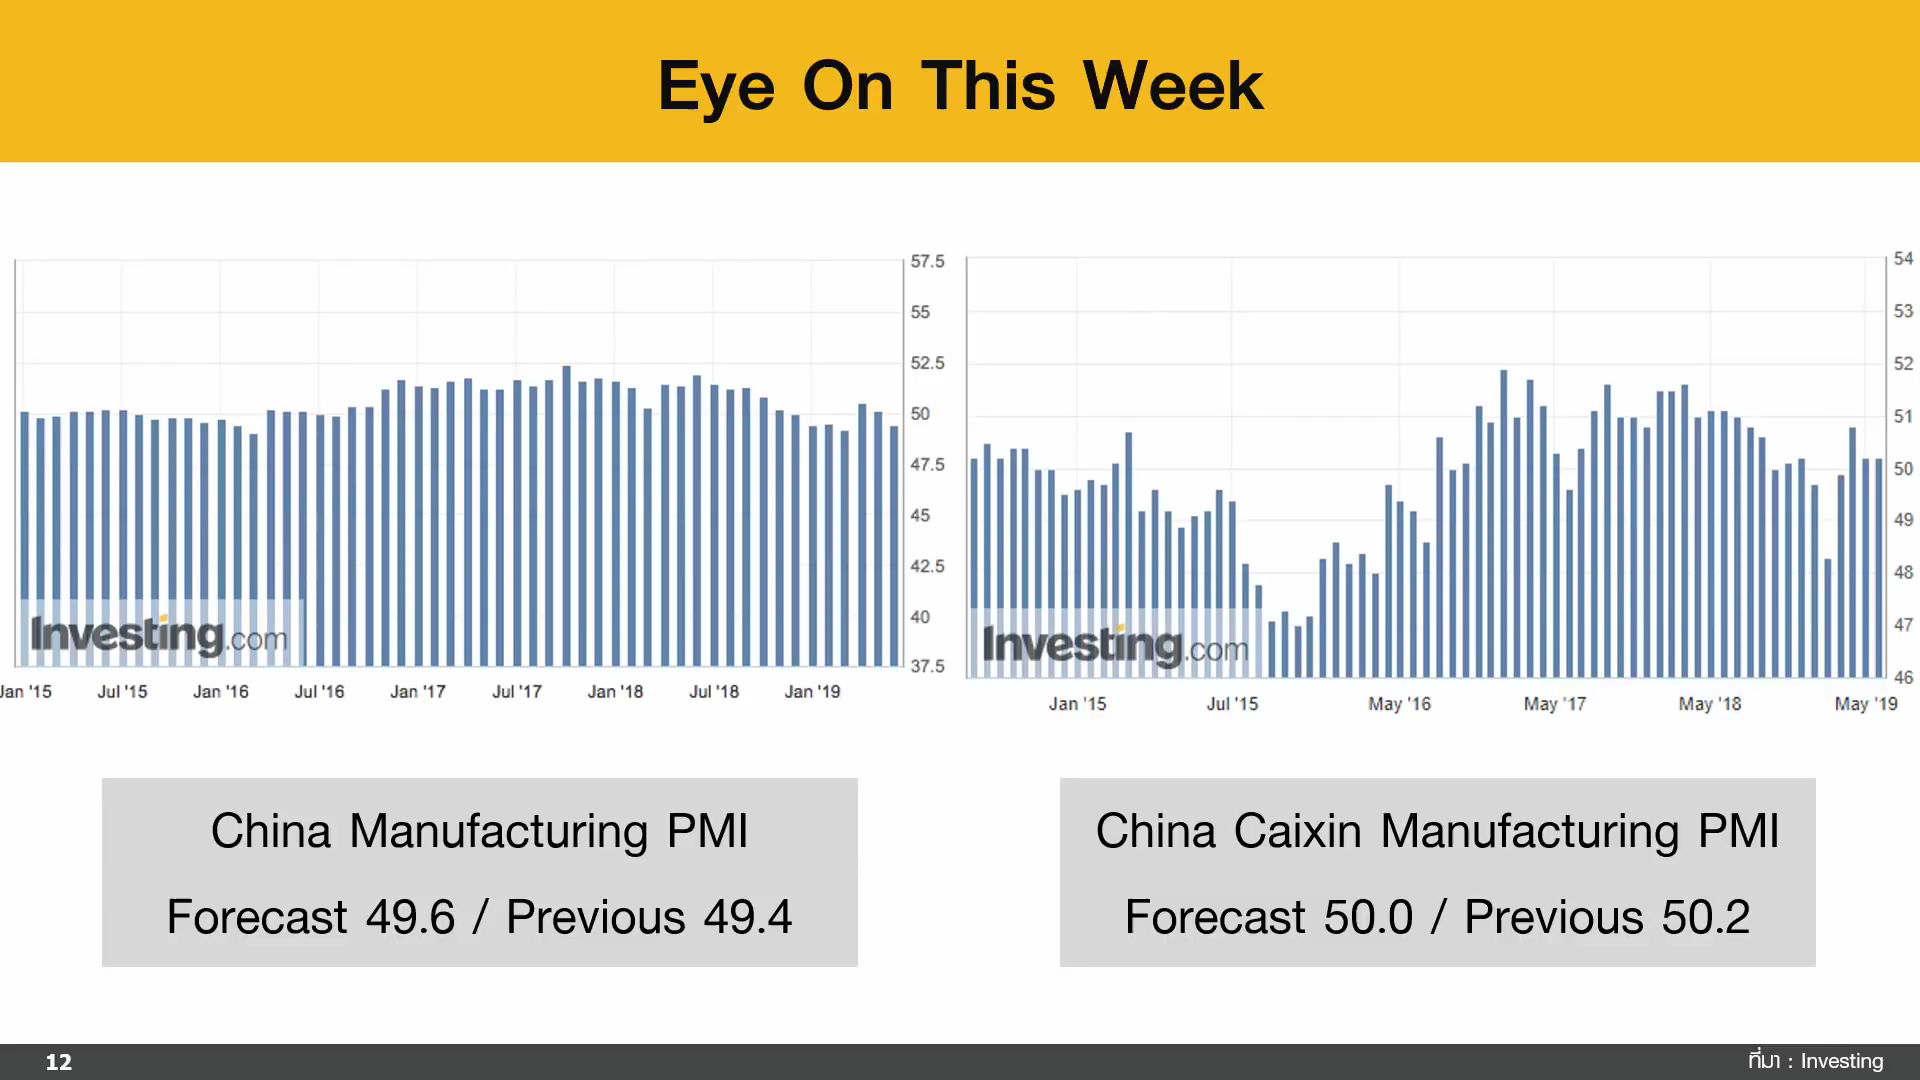 Eye On This Week
57.5
55
52.5
50
47.5
45
42.5
40
37.5
Jan '15
Jul '15
Jan '16
Jul '16
Jan '17
Jul '17
Jan '18
Jul '18
Jan '19
Investing.com
54
53
52
51
50
49
48
47
46
Jan '15
Jul '15
May '16
May '17
May '18
May '19
Investing.com
China Manufacturing PMI
Forecast 49.6 / Previous 49.4
China Caixin Manufacturing PMI
Forecast 50.0 / Previous 50.2
12
ที่มา : Investing